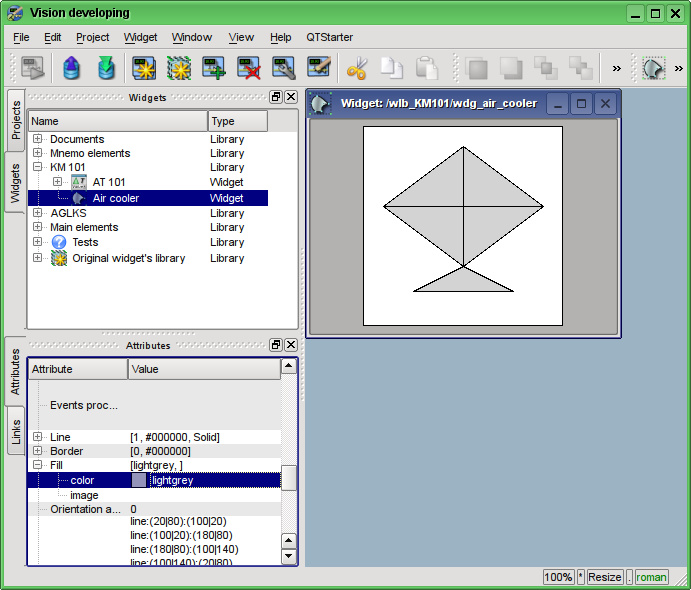 Vision developing
File Edit Project Widget Window View Help QTStarter
» »
Projects
Widgets
Widgets
Name Type
Documents Library
Mnemo elements Library
KM 101 Library
AT 101 Widget
Air cooler Widget
AGLKS Library
Main elements Library
Tests Library
Original widget's library Library
Widget: /wlb_KM101/wdg_air_cooler
Attributes
Links
Attributes
Attribute Value
Events proc...
Line [1, #000000, Solid]
Border [0, #000000]
Fill [lightgrey, ]
color lightgrey
image
Orientation a... 0
line:(20|80):(100|20)
line:(100|20):(180|80)
line:(180|80):(100|140)
line:(100|140):(20|80)
100% * Resize . roman